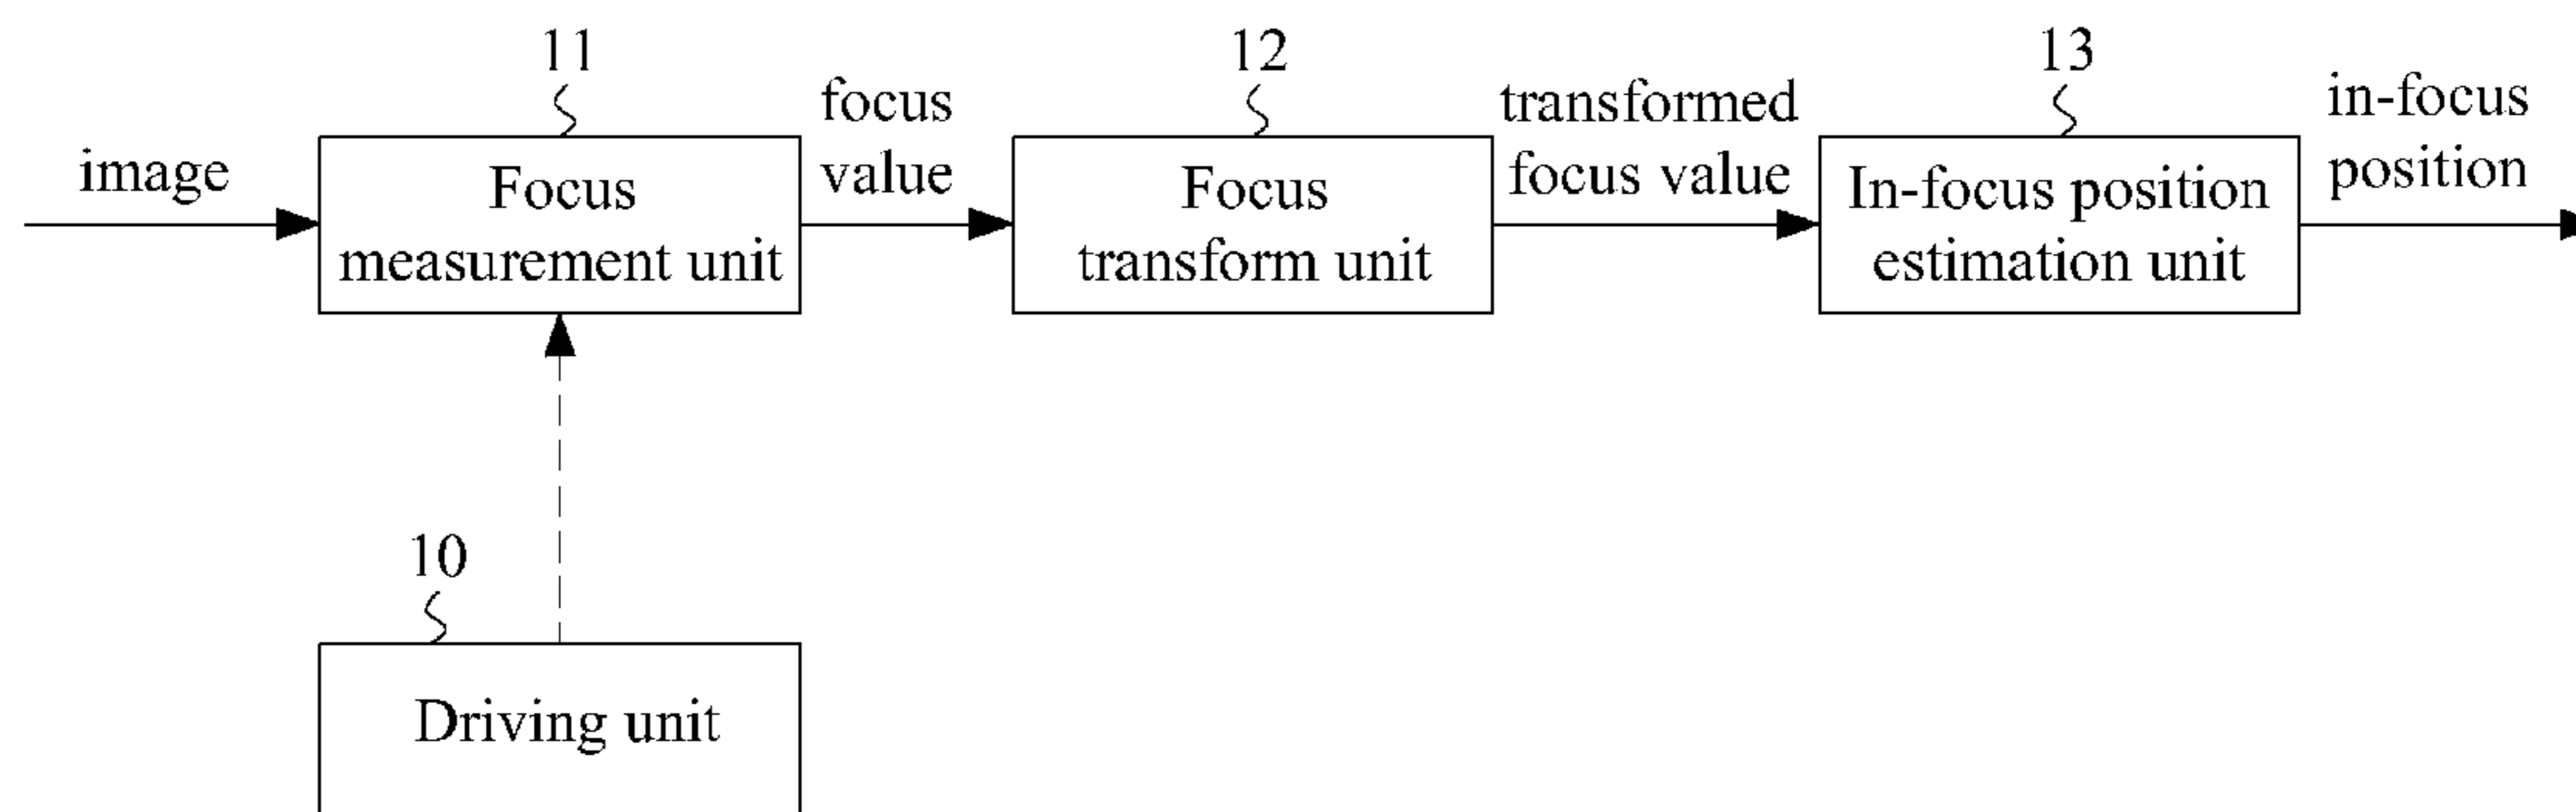 11
12
13
image
focus
value
transformed
focus value
in-focus
position
Focus
measurement unit
Focus
transform unit
In-focus position
estimation unit
10
Driving unit